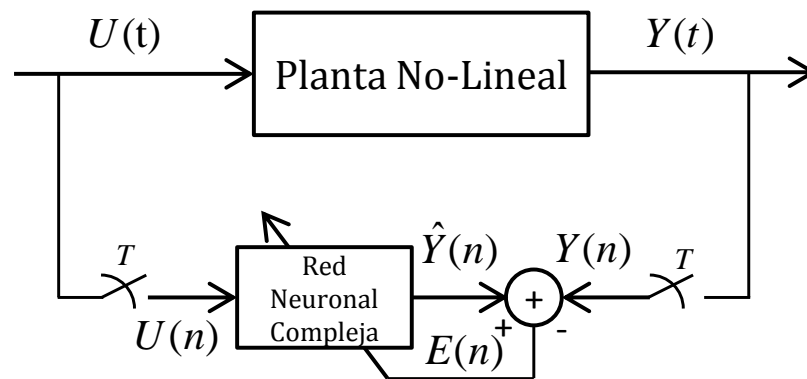 U(t)
Planta No-Lineal
Y(t)
T
U(n)
Red
Neuronal
Compleja
Ŷ(n)
+
+
-
E(n)
Y(n)
T